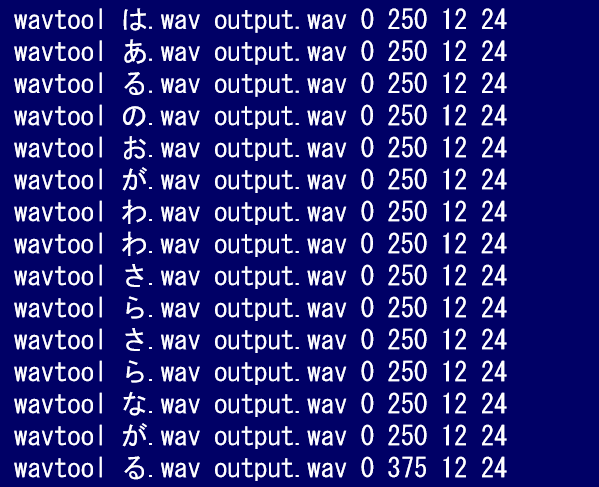 wavtool は.wav output.wav 0 250 12 24
wavtool あ.wav output.wav 0 250 12 24
wavtool る.wav output.wav 0 250 12 24
wavtool の.wav output.wav 0 250 12 24
wavtool お.wav output.wav 0 250 12 24
wavtool が.wav output.wav 0 250 12 24
wavtool わ.wav output.wav 0 250 12 24
wavtool わ.wav output.wav 0 250 12 24
wavtool さ.wav output.wav 0 250 12 24
wavtool ら.wav output.wav 0 250 12 24
wavtool さ.wav output.wav 0 250 12 24
wavtool ら.wav output.wav 0 250 12 24
wavtool な.wav output.wav 0 250 12 24
wavtool が.wav output.wav 0 250 12 24
wavtool る.wav output.wav 0 375 12 24